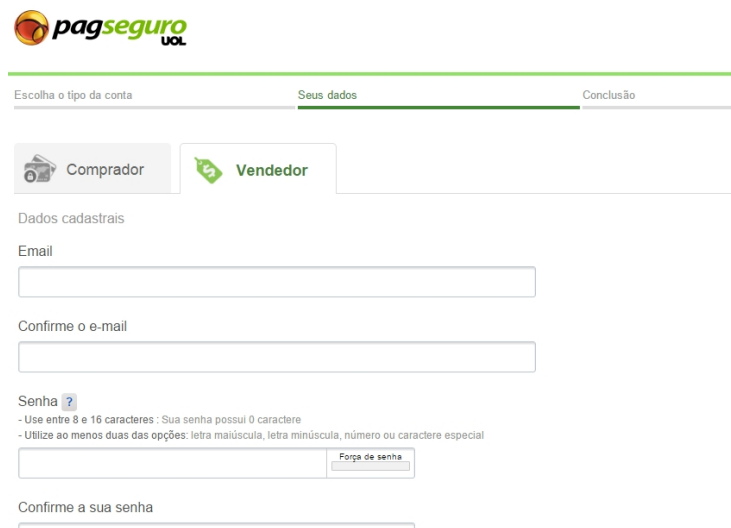 pagseguro
UOL
Escolha o tipo da conta Seus dados Conclusão
Comprador Vendedor
Dados cadastrais
Email
Confirme o e-mail
Senha ?
- Use entre 8 e 16 caracteres : Sua senha possui 0 caractere
- Utilize ao menos duas das opções: letra maiúscula, letra minúscula, número ou caractere especial
Força de senha
Confirme a sua senha